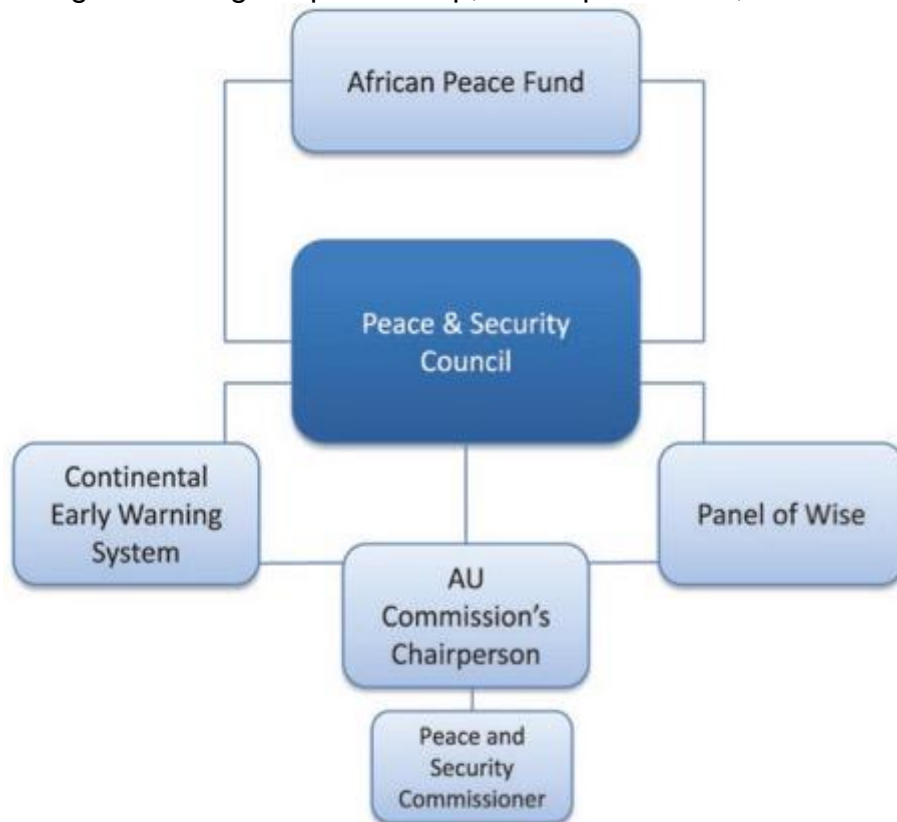 African Peace Fund
Peace & Security
Council
Continental
Early Warning
System
Panel of Wise
AU
Commission's
Chairperson
Peace and
Security
Commissioner